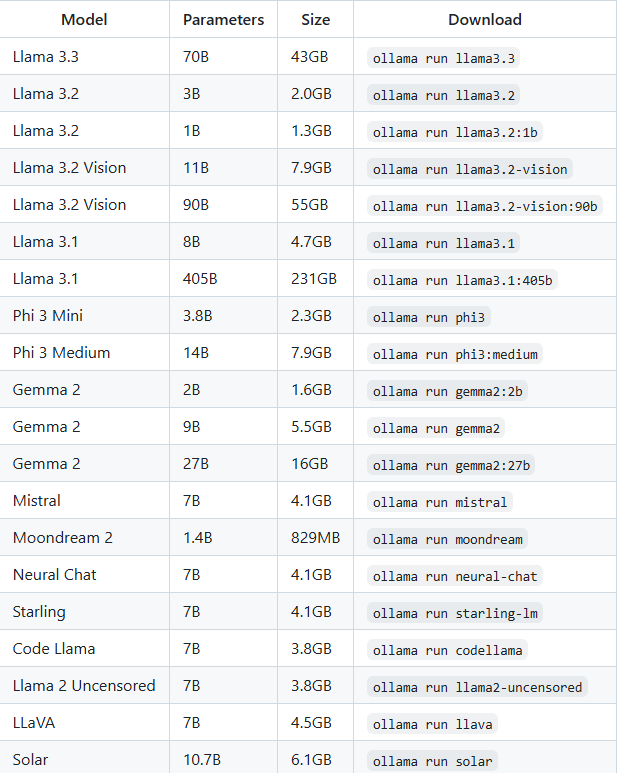 Model Parameters Size Download
Llama 3.3 70B 43GB ollama run llama3.3
Llama 3.2 3B 2.0GB ollama run llama3.2
Llama 3.2 1B 1.3GB ollama run llama3.2:1b
Llama 3.2 Vision 11B 7.9GB ollama run llama3.2-vision
Llama 3.2 Vision 90B 55GB ollama run llama3.2-vision:90b
Llama 3.1 8B 4.7GB ollama run llama3.1
Llama 3.1 405B 231GB ollama run llama3.1:405b
Phi 3 Mini 3.8B 2.3GB ollama run phi3
Phi 3 Medium 14B 7.9GB ollama run phi3:medium
Gemma 2 2B 1.6GB ollama run gemma2:2b
Gemma 2 9B 5.5GB ollama run gemma2
Gemma 2 27B 16GB ollama run gemma2:27b
Mistral 7B 4.1GB ollama run mistral
Moondream 2 1.4B 829MB ollama run moondream
Neural Chat 7B 4.1GB ollama run neural-chat
Starling 7B 4.1GB ollama run starling-lm
Code Llama 7B 3.8GB ollama run codellama
Llama 2 Uncensored 7B 3.8GB ollama run llama2-uncensored
LLaVA 7B 4.5GB ollama run llava
Solar 10.7B 6.1GB ollama run solar